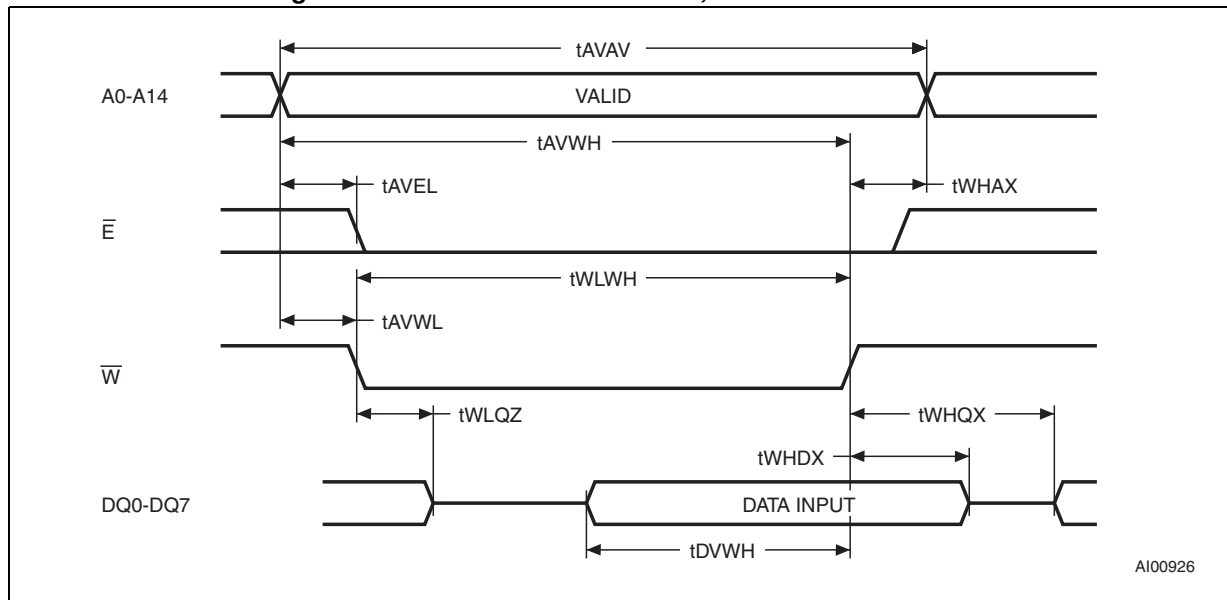 tAVAV
A0-A14
VALID
tAVWH
tAVEL
tWHAX
E̅
tWLWH
tAVWL
W̅
tWLQZ
tWHQX
tWHDX
DQ0-DQ7
DATA INPUT
tDVWH
AI00926